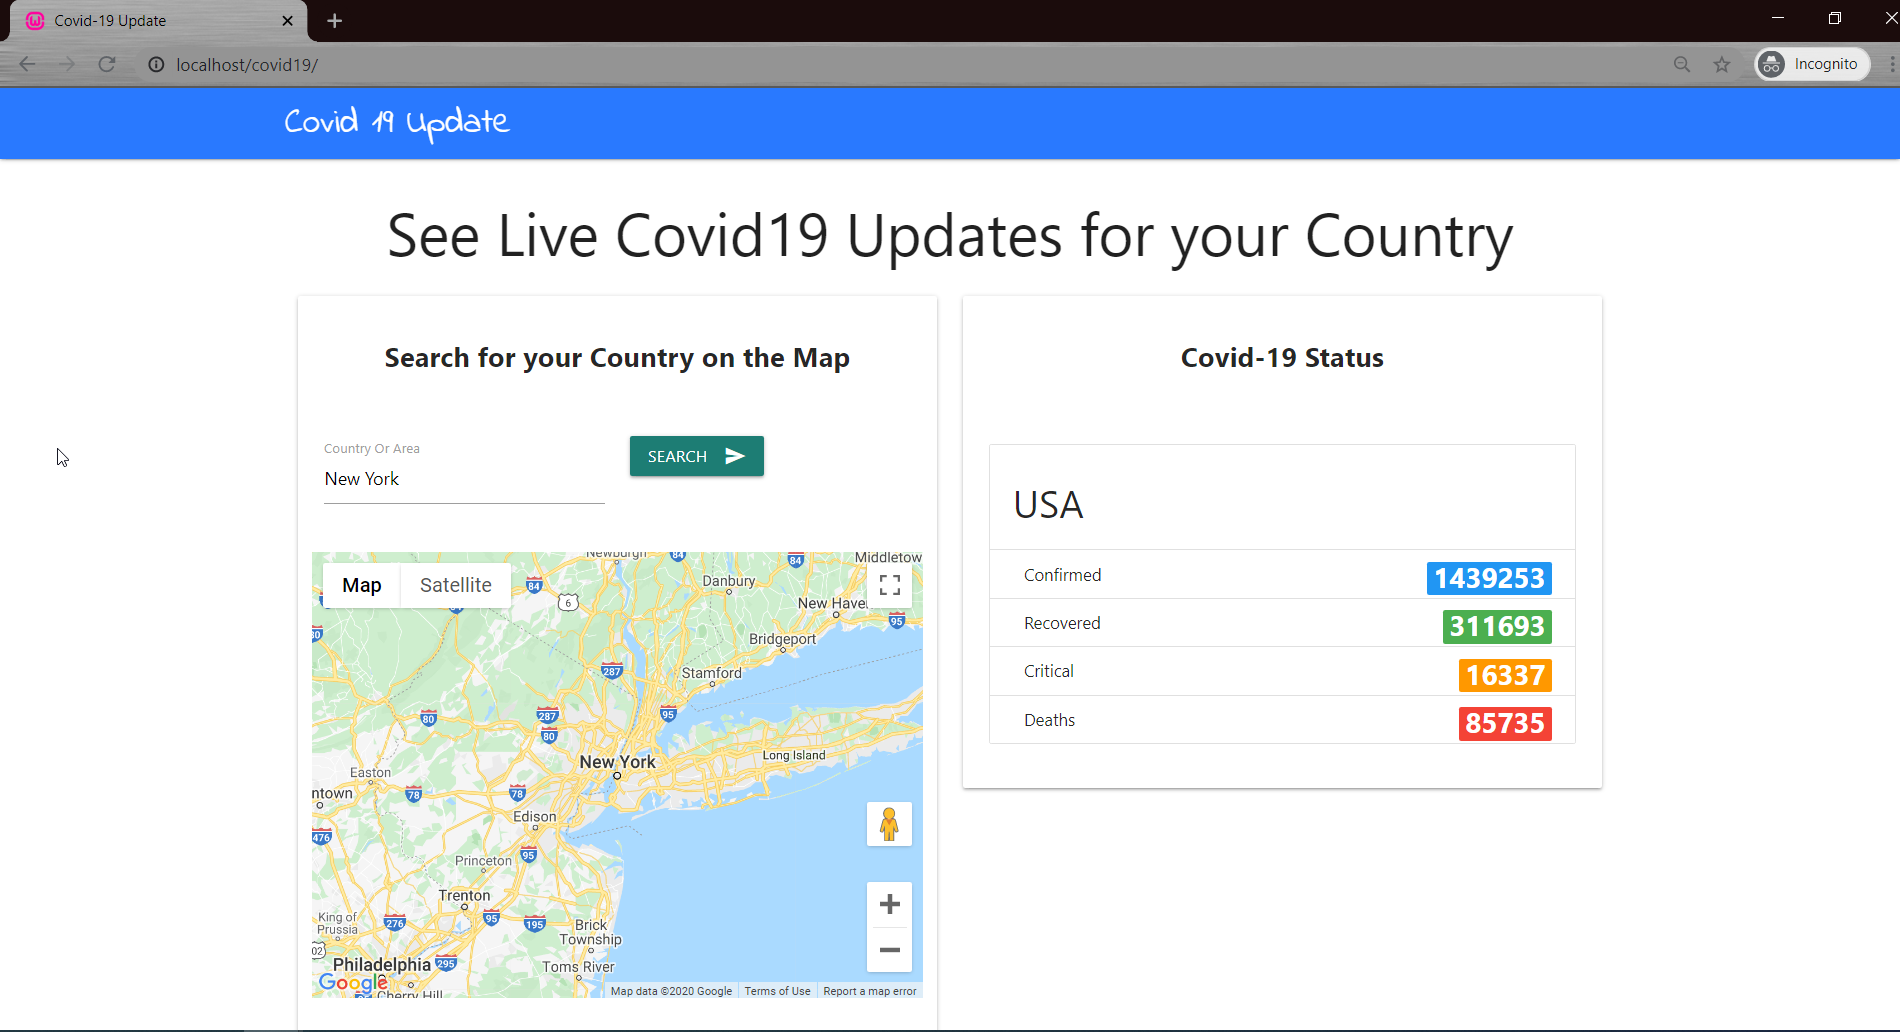 Covid-19 Update
localhost/covid19/
Incognito
Covid 19 Update
See Live Covid19 Updates for your Country
Search for your Country on the Map
Country Or Area
New York
SEARCH
Map
Satellite
Newburgh
84
84
Middletow
Danbury
84
6
New Have
84
95
80
Bridgeport
287
Stamford
95
80
287
80
New York
Long Island
Easton
ntown
78
78
Edison
476
95
Princeton
Trenton
95
King of
Prussia
276
195
Brick
Township
02
Philadelphia
295
Toms River
Google
Cherry Hill
Map data ©2020 Google
Terms of Use
Report a map error
Covid-19 Status
USA
Confirmed 1439253
Recovered 311693
Critical 16337
Deaths 85735